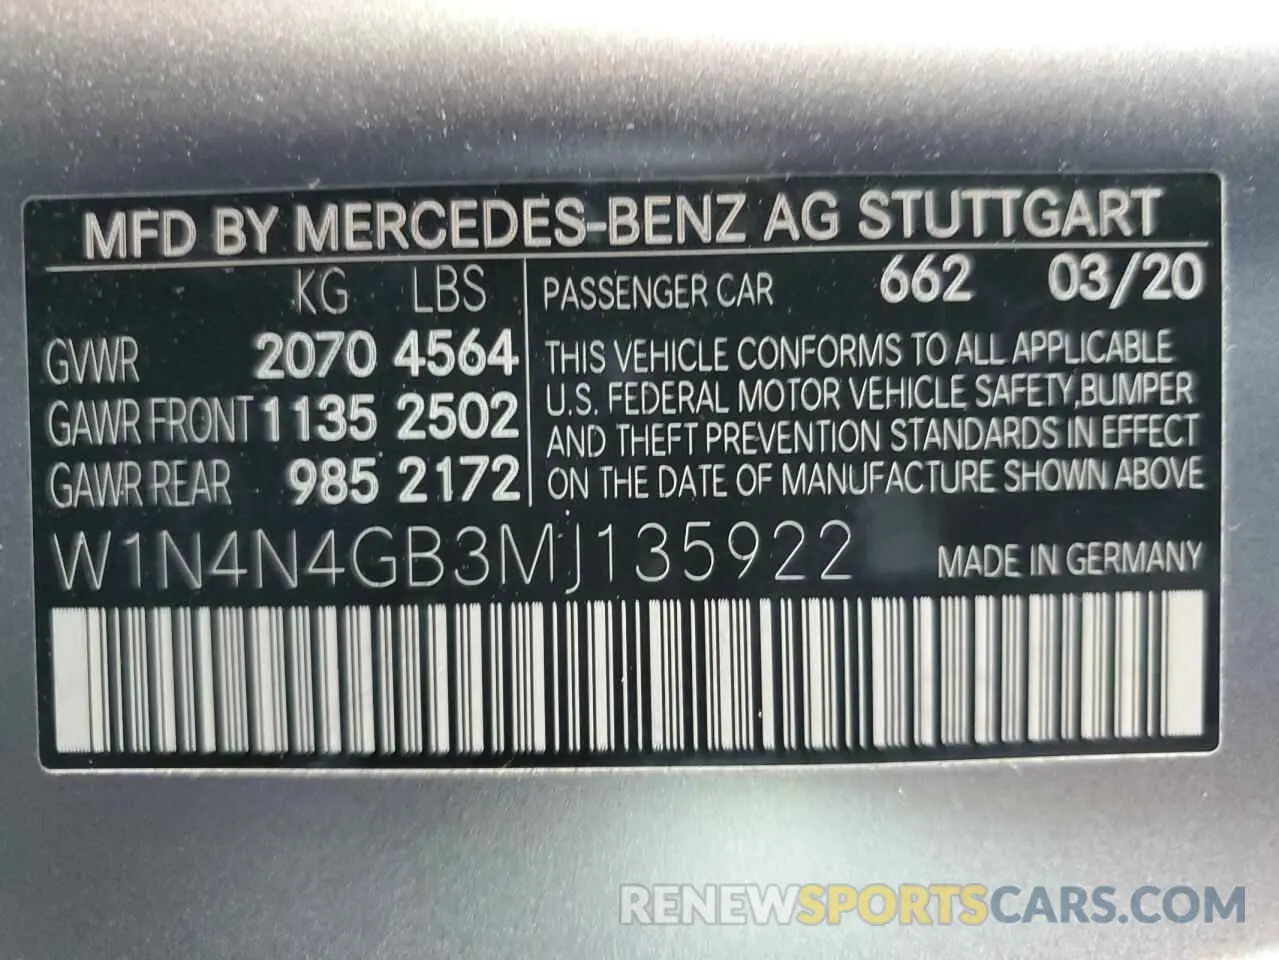 MFD BY MERCEDES-BENZ AG STUTTGART
KG LBS
GVWR 2070 4564
GAWR FRONT 1135 2502
GAWR REAR 985 2172
PASSENGER CAR 662 03/20
THIS VEHICLE CONFORMS TO ALL APPLICABLE
U.S. FEDERAL MOTOR VEHICLE SAFETY, BUMPER
AND THEFT PREVENTION STANDARDS IN EFFECT
ON THE DATE OF MANUFACTURE SHOWN ABOVE
W1N4N4GB3MJ135922 MADE IN GERMANY
RENEWSPORTSCARS.COM